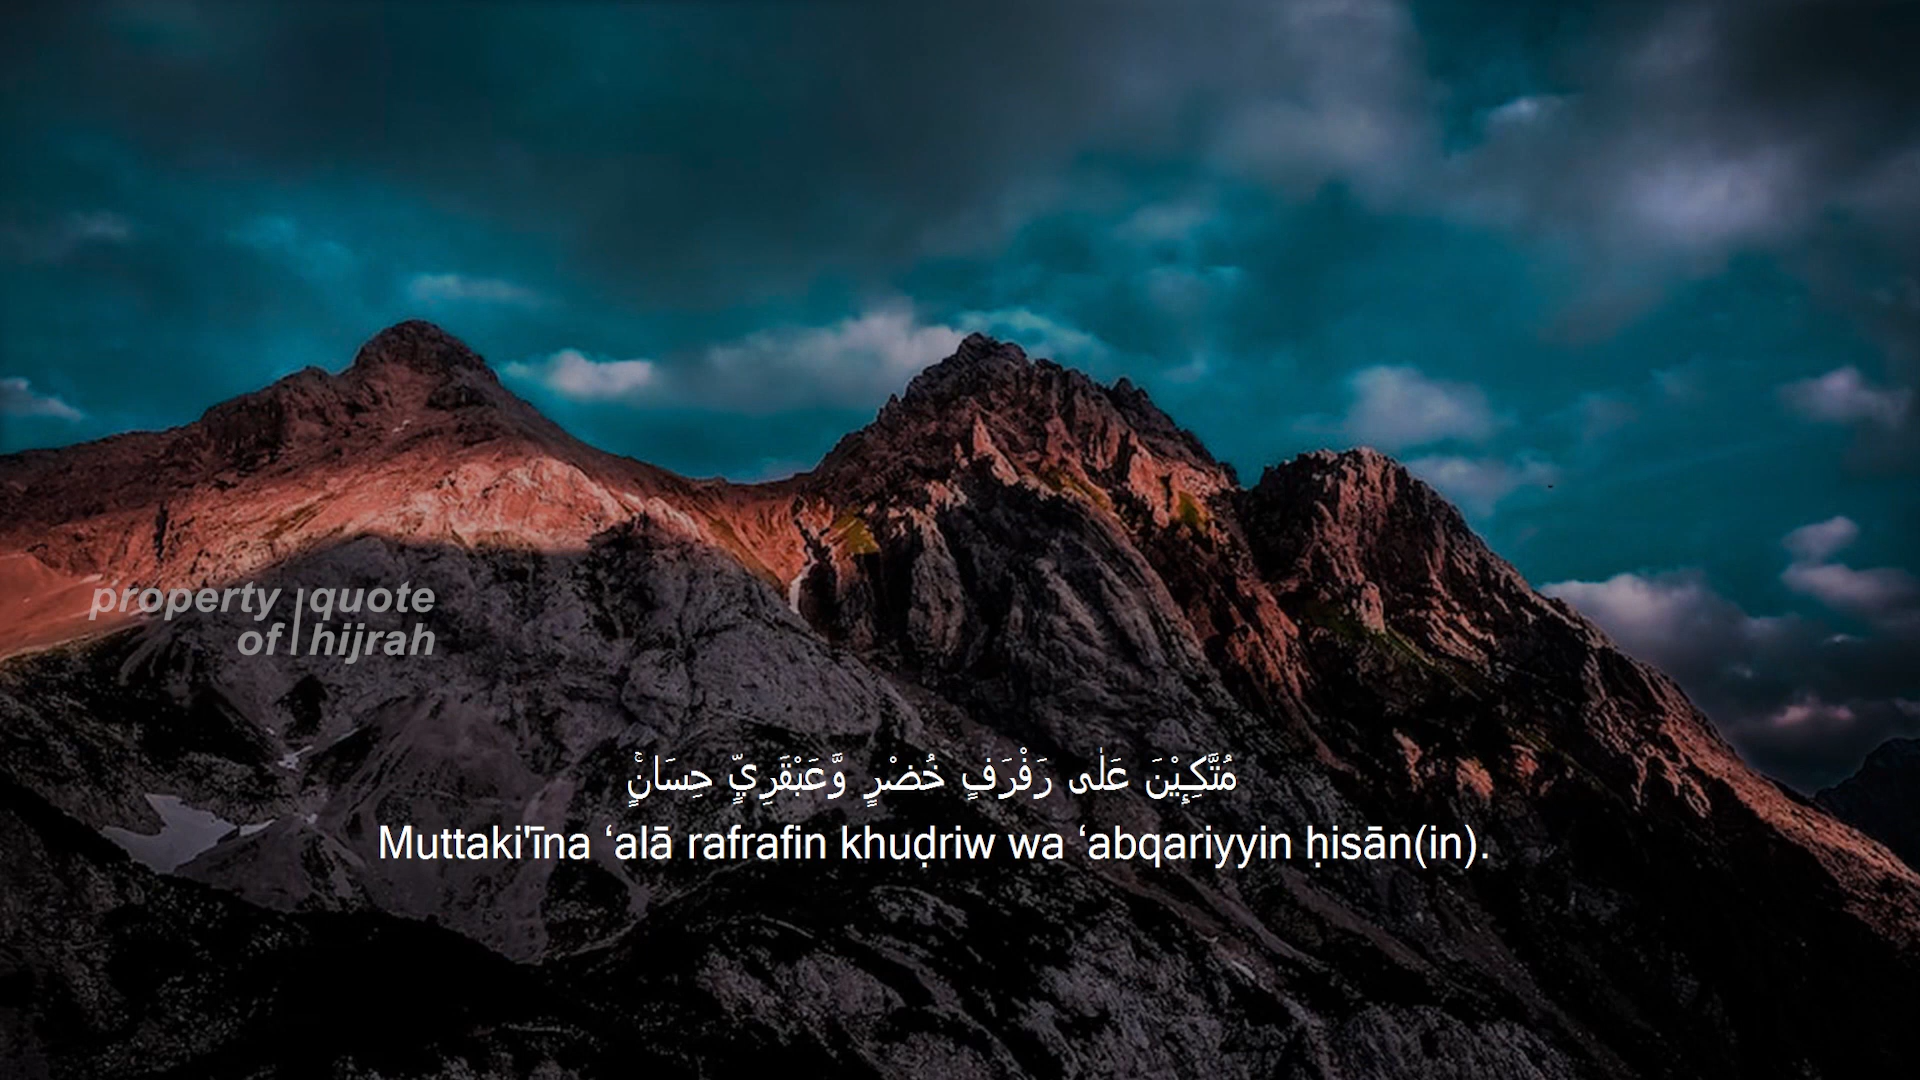 property | quote
of | hijrah
مُتَّكِـِٕيْنَ عَلٰى رَفْرَفٍ خُضْرٍ وَّعَبْقَرِيٍّ حِسَانٍۚ
Muttaki'īna ‘alā rafrafin khuḍriw wa ‘abqariyyin ḥisān(in).